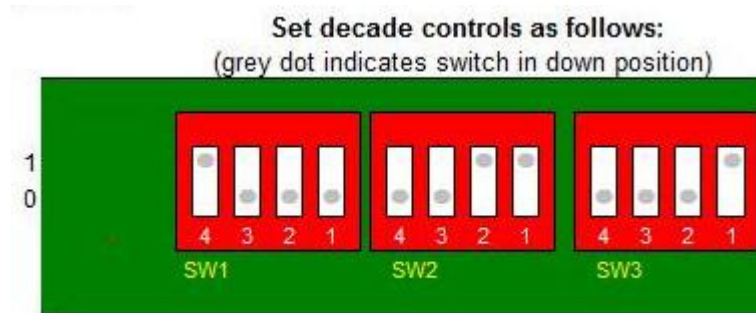 Set decade controls as follows:
(grey dot indicates switch in down position)
1
0
4 3 2 1 4 3 2 1 4 3 2 1
SW1 SW2 SW3